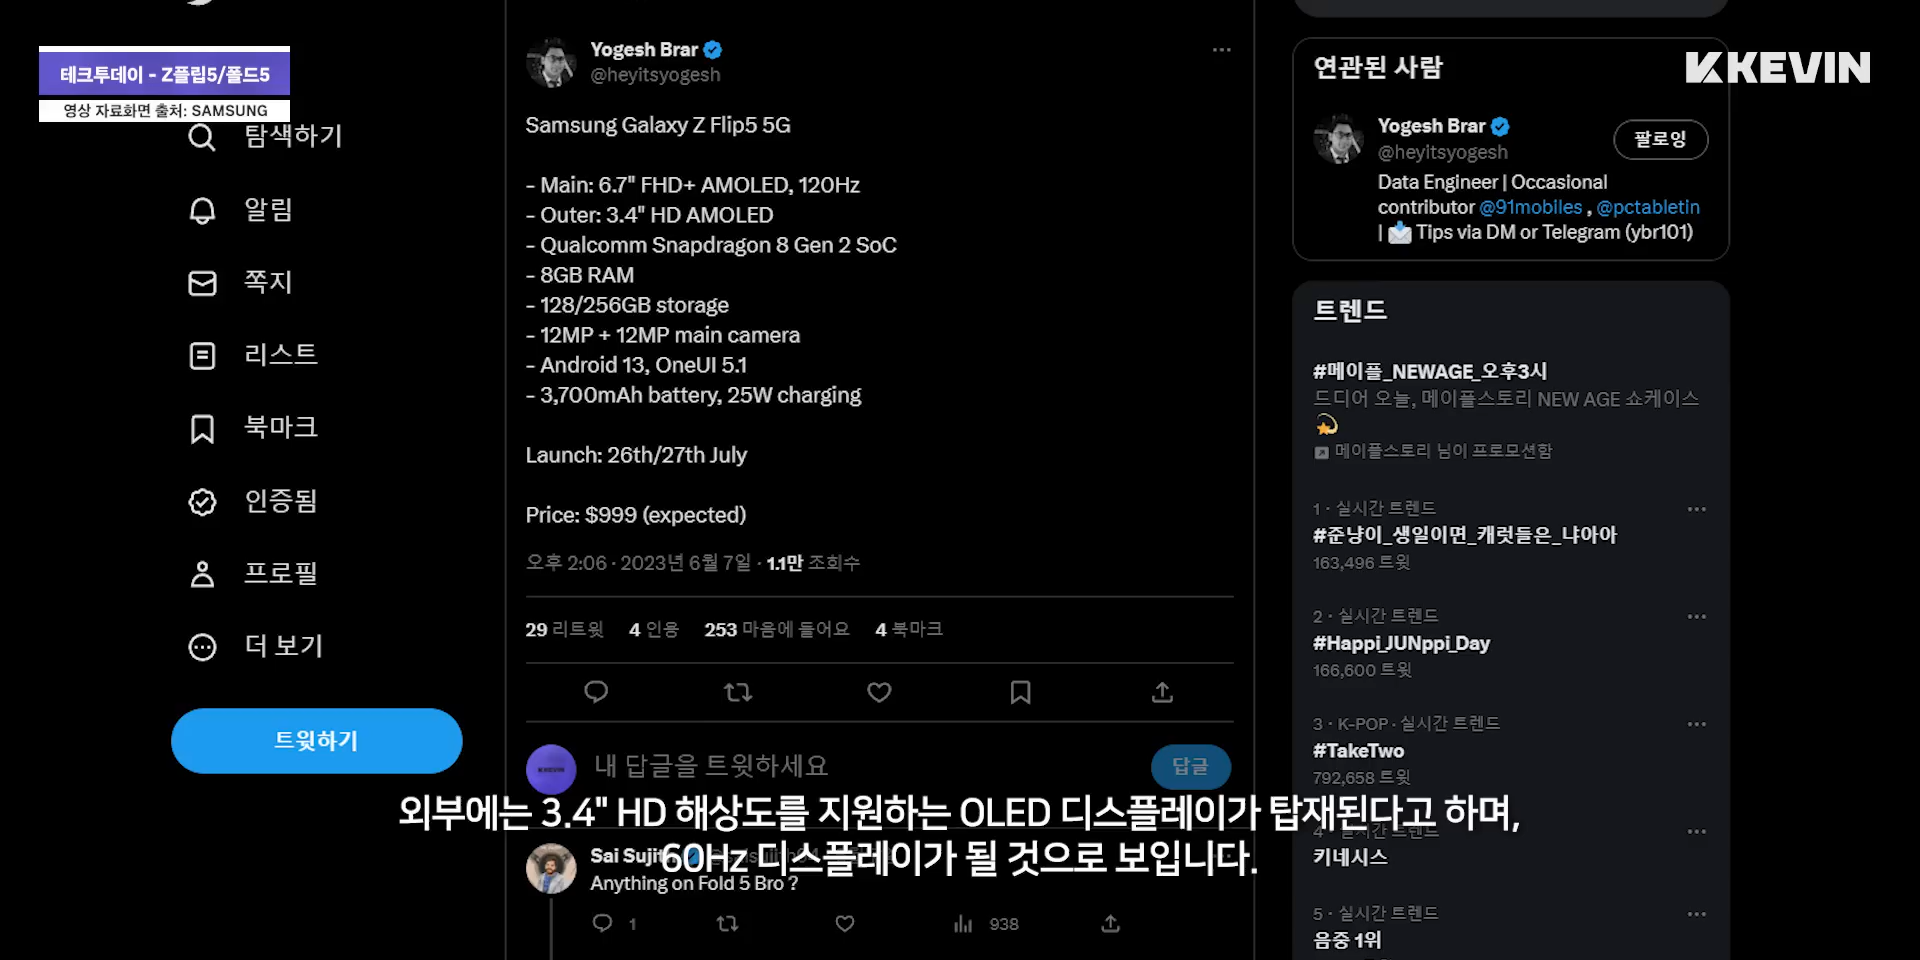 테크투데이 - Z플립5/폴드5
영상 자료화면 출처: SAMSUNG
KEVIN
탐색하기
알림
쪽지
리스트
북마크
인증됨
프로필
더 보기
트윗하기
Yogesh Brar
@heyitsyogesh
Samsung Galaxy Z Flip5 5G
- Main: 6.7" FHD+ AMOLED, 120Hz
- Outer: 3.4" HD AMOLED
- Qualcomm Snapdragon 8 Gen 2 SoC
- 8GB RAM
- 128/256GB storage
- 12MP + 12MP main camera
- Android 13, OneUI 5.1
- 3,700mAh battery, 25W charging
Launch: 26th/27th July
Price: $999 (expected)
오후 2:06 · 2023년 6월 7일 · 1.1만 조회수
29 리트윗 4 인용 253 마음에 들어요 4 북마크
내 답글을 트윗하세요
답글
Sai Sujith
Anything on Fold 5 Bro ?
1
938
연관된 사람
Yogesh Brar
@heyitsyogesh
팔로잉
Data Engineer | Occasional
contributor @91mobiles , @pctabletin
| Tips via DM or Telegram (ybr101)
트렌드
#메이플_NEWAGE_오후3시
드디어 오늘, 메이플스토리 NEW AGE 쇼케이스
메이플스토리 님이 프로모션함
1 · 실시간 트렌드
#준냥이_생일이면_캐럿들은_냐아아
163,496 트윗
2 · 실시간 트렌드
#Happi_JUNppi_Day
166,600 트윗
3 · K-POP · 실시간 트렌드
#TakeTwo
792,658 트윗
4 · 실시간 트렌드
키네시스
5 · 실시간 트렌드
음중 1위
외부에는 3.4" HD 해상도를 지원하는 OLED 디스플레이가 탑재된다고 하며,
60Hz 디스플레이가 될 것으로 보입니다.